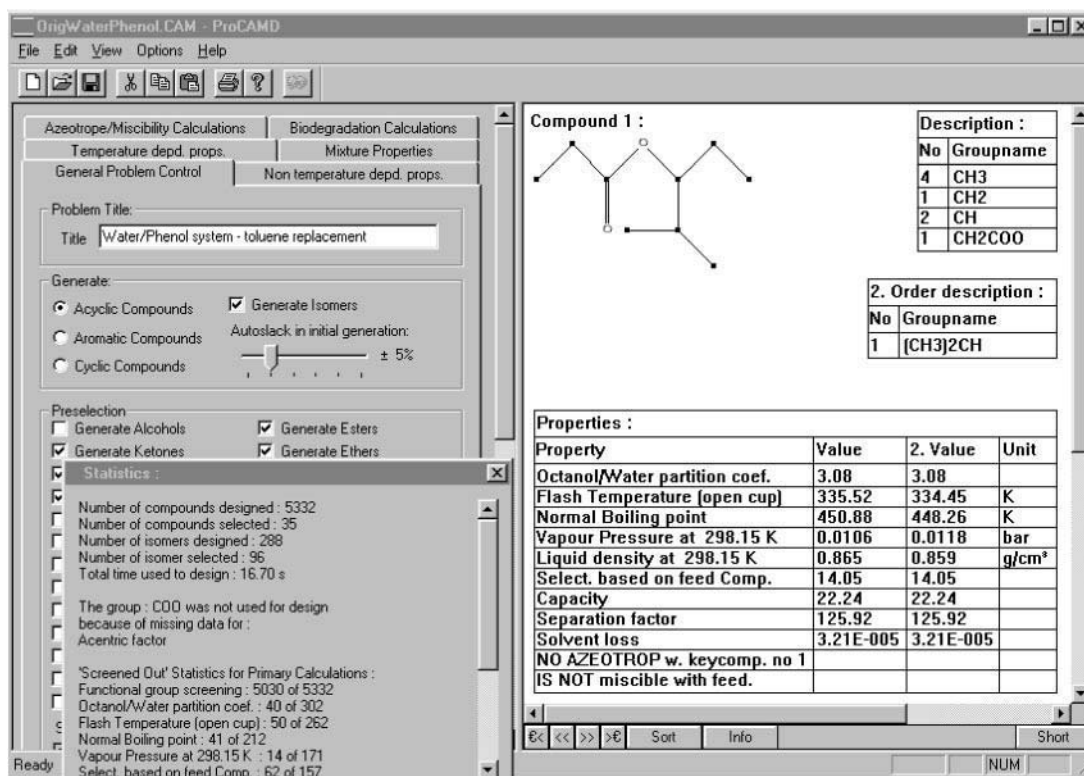 OrigWaterPhenol.CAM - ProCAMD
File Edit View Options Help
Azeotrope/Miscibility Calculations Biodegradation Calculations
Temperature depd. props. Mixture Properties
General Problem Control Non temperature depd. props.
Problem Title:
Title Water/Phenol system - toluene replacement
Generate:
Acyclic Compounds Generate Isomers
Aromatic Compounds Autoslack in initial generation:
± 5%
Cyclic Compounds
Preselection
Generate Alcohols Generate Esters
Generate Ketones Generate Ethers
Statistics :
Number of compounds designed : 5332
Number of compounds selected : 35
Number of isomers designed : 288
Number of isomer selected : 96
Total time used to design : 16.70 s
The group : COO was not used for design
because of missing data for :
Acentric factor
'Screened Out' Statistics for Primary Calculations :
Functional group screening : 5030 of 5332
Octanol/Water partition coef. : 40 of 302
Flash Temperature (open cup) : 50 of 262
Normal Boiling point : 41 of 212
Vapour Pressure at 298.15 K : 14 of 171
Select. based on feed Comp. : 62 of 157
Compound 1 :
O
O
Description :
No Groupname
4 CH3
1 CH2
2 CH
1 CH2COO
2. Order description :
No Groupname
1 (CH3)2CH
Properties :
Property Value 2. Value Unit
Octanol/Water partition coef. 3.08 3.08
Flash Temperature (open cup) 335.52 334.45 K
Normal Boiling point 450.88 448.26 K
Vapour Pressure at 298.15 K 0.0106 0.0118 bar
Liquid density at 298.15 K 0.865 0.859 g/cm³
Select. based on feed Comp. 14.05 14.05
Capacity 22.24 22.24
Separation factor 125.92 125.92
Solvent loss 3.21E-005 3.21E-005
NO AZEOTROP w. keycomp. no 1
IS NOT miscible with feed.
€< << >> >€ Sort Info Short
Ready NUM